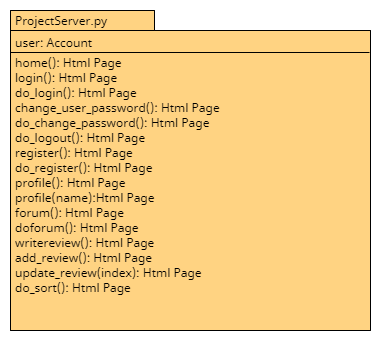 ProjectServer.py
user: Account
home(): Html Page
login(): Html Page
do_login(): Html Page
change_user_password(): Html Page
do_change_password(): Html Page
do_logout(): Html Page
register(): Html Page
do_register(): Html Page
profile(): Html Page
profile(name):Html Page
forum(): Html Page
doforum(): Html Page
writereview(): Html Page
add_review(): Html Page
update_review(index): Html Page
do_sort(): Html Page